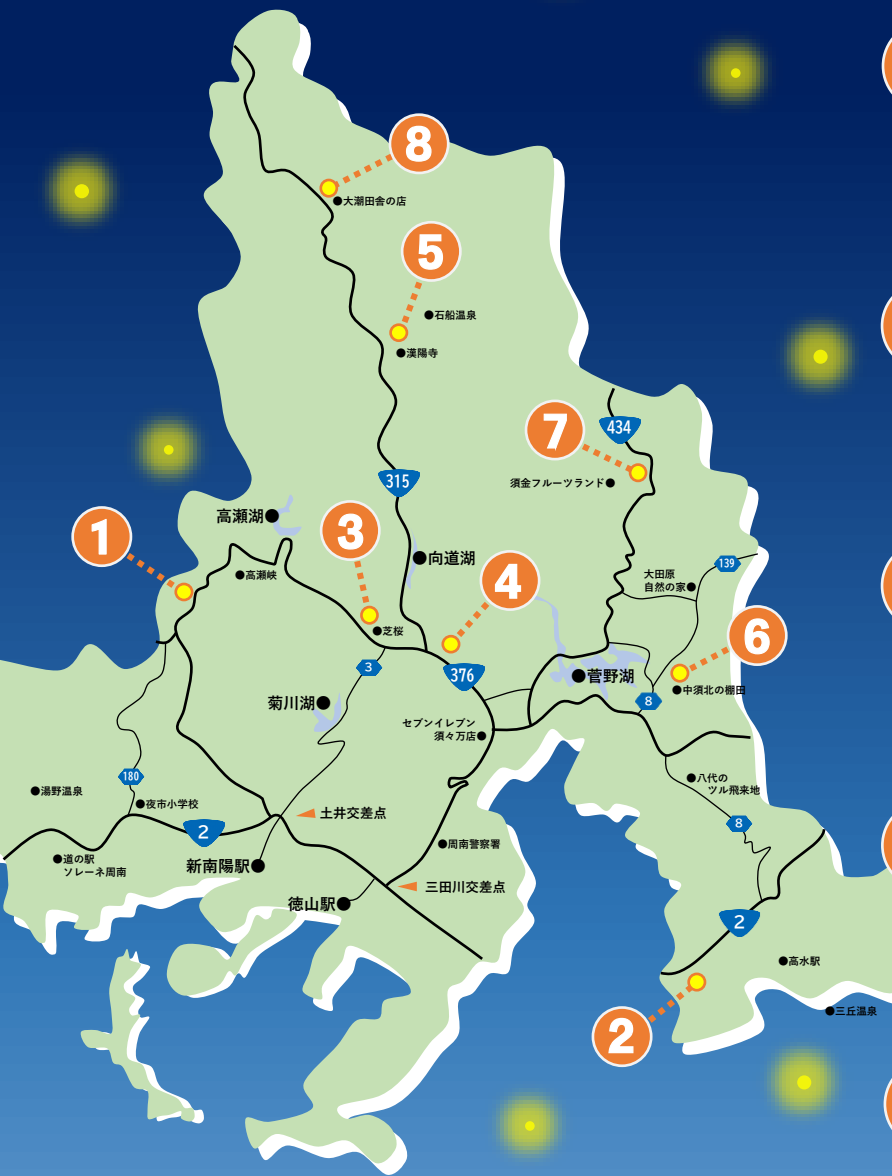 8
大潮田舎の店
5
石船温泉
漢陽寺
7
434
須金フルーツランド
315
高瀬湖
1
3
向道湖
高瀬峡
4
大田原
自然の家
139
芝桜
6
3
376
菅野湖
中須北の棚田
菊川湖
8
セブンイレブン
須々万店
180
湯野温泉
夜市小学校
八代の
ツル飛来地
土井交差点
8
2
周南警察署
道の駅
ソレーネ周南
新南陽駅
三田川交差点
徳山駅
2
高水駅
三丘温泉
2